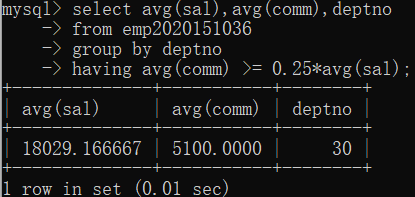 mysql> select avg(sal),avg(comm),deptno
    -> from emp2020151036
    -> group by deptno
    -> having avg(comm) >= 0.25*avg(sal);
+--------------+-----------+--------+
| avg(sal)     | avg(comm) | deptno |
+--------------+-----------+--------+
| 18029.166667 | 5100.0000 |     30 |
+--------------+-----------+--------+
1 row in set (0.01 sec)